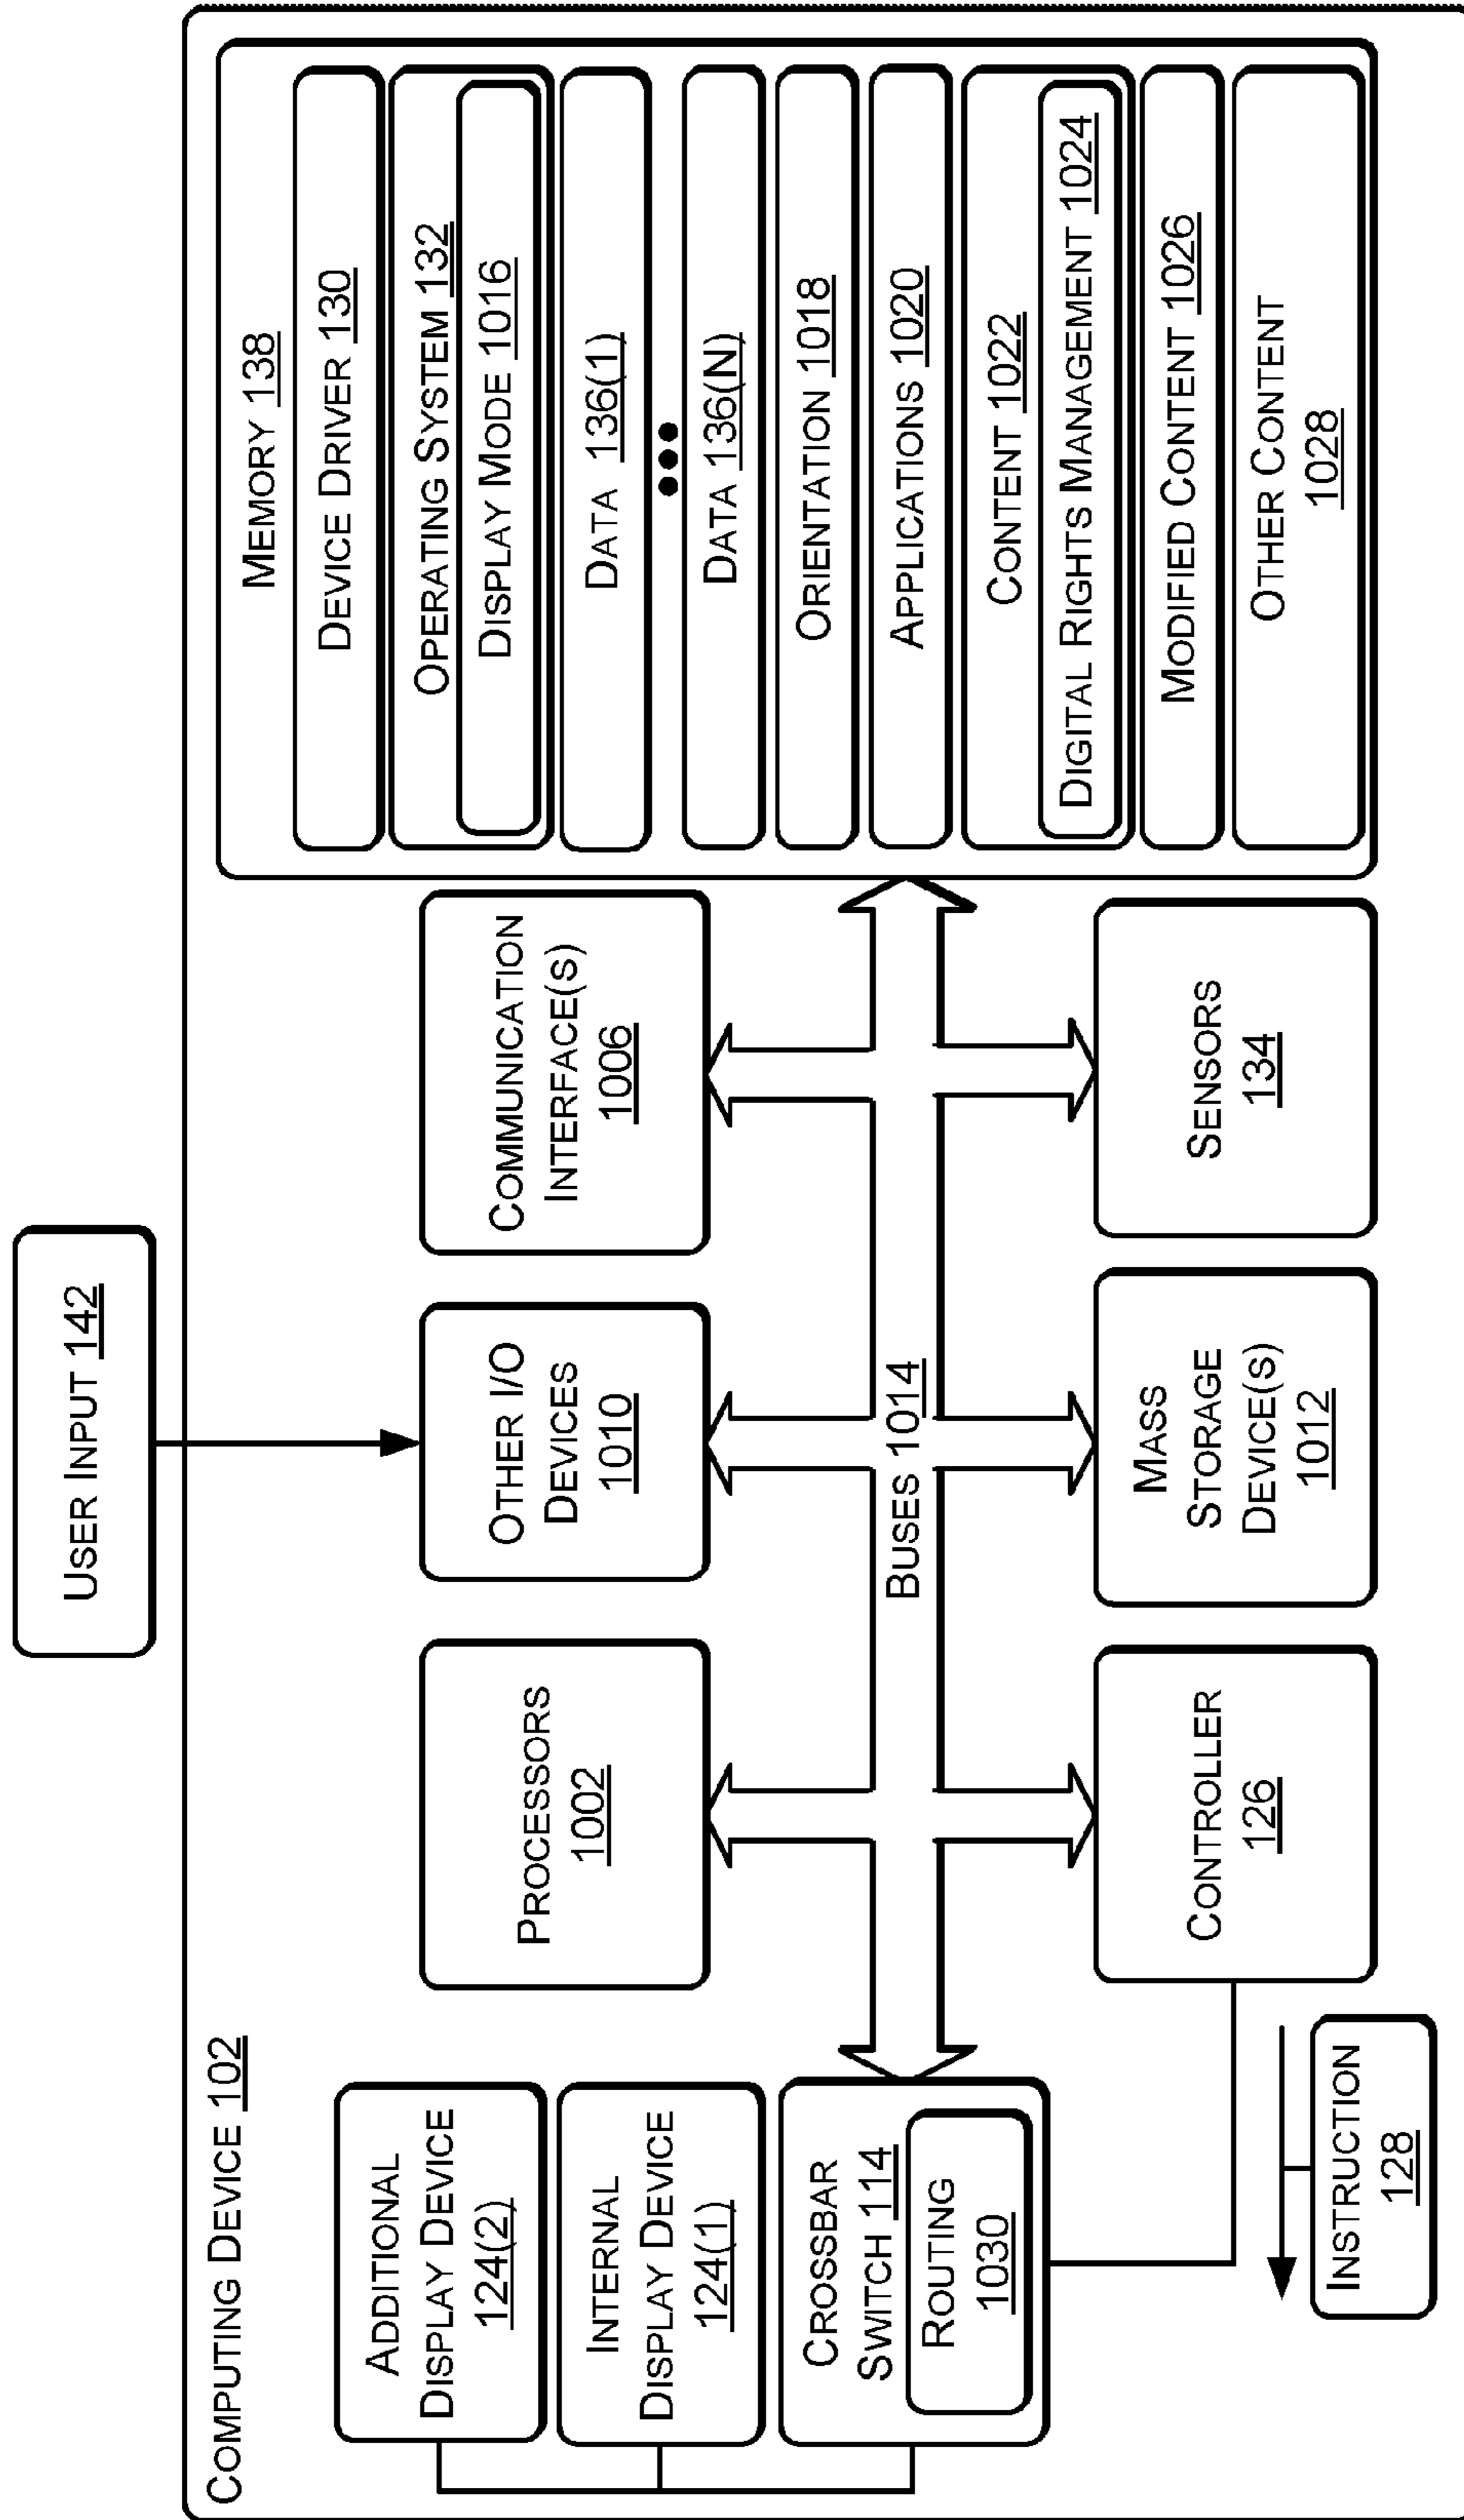 USER INPUT 142
COMPUTING DEVICE 102
ADDITIONAL
DISPLAY DEVICE
124(2)
INTERNAL
DISPLAY DEVICE
124(1)
CROSSBAR
SWITCH 114
ROUTING
1030
PROCESSORS
1002
OTHER I/O
DEVICES
1010
COMMUNICATION
INTERFACE(S)
1006
BUSES 1014
CONTROLLER
126
MASS
STORAGE
DEVICE(S)
1012
SENSORS
134
INSTRUCTION
128
MEMORY 138
DEVICE DRIVER 130
OPERATING SYSTEM 132
DISPLAY MODE 1016
DATA 136(1)
DATA 136(N)
ORIENTATION 1018
APPLICATIONS 1020
CONTENT 1022
DIGITAL RIGHTS MANAGEMENT 1024
MODIFIED CONTENT 1026
OTHER CONTENT
1028